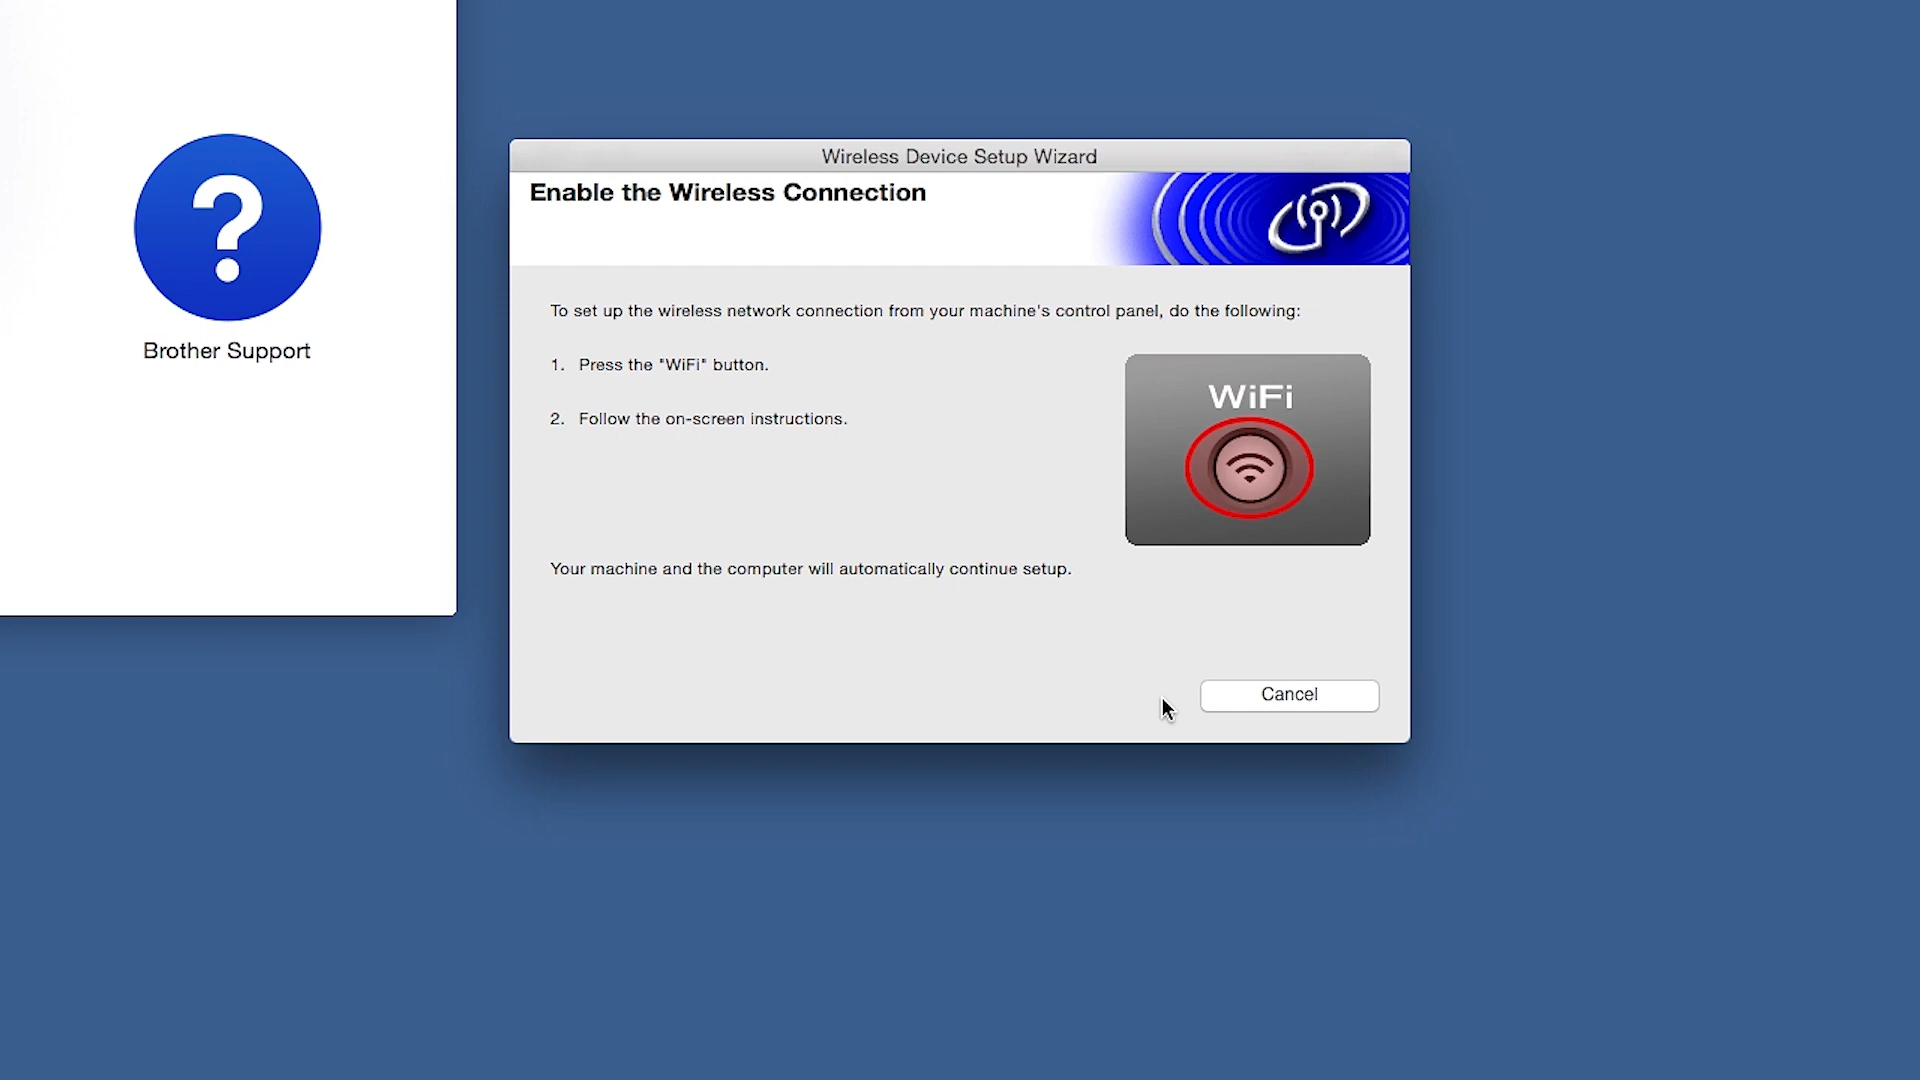 Wireless Device Setup Wizard
Enable the Wireless Connection
To set up the wireless network connection from your machine's control panel, do the following:
1. Press the "WiFi" button.
2. Follow the on-screen instructions.
WiFi
Your machine and the computer will automatically continue setup.
Cancel
Brother Support